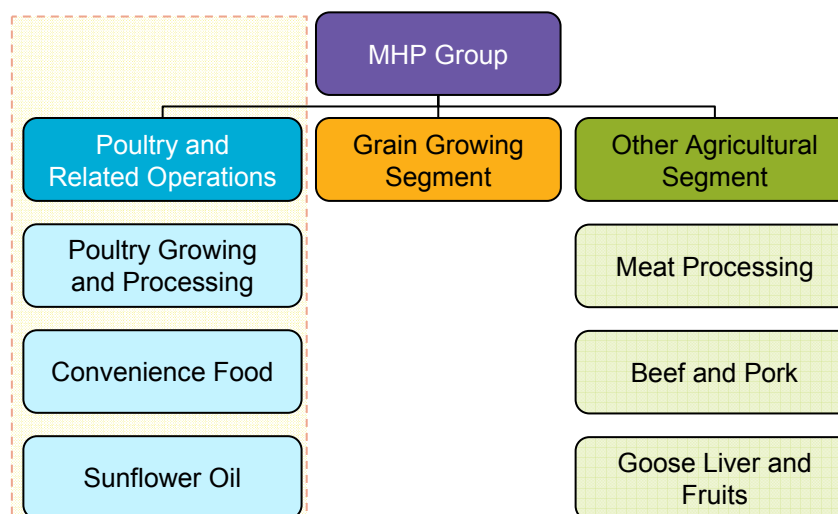 MHP Group
Poultry and
Related Operations
Grain Growing
Segment
Other Agricultural
Segment
Poultry Growing
and Processing
Meat Processing
Convenience Food
Beef and Pork
Sunflower Oil
Goose Liver and
Fruits